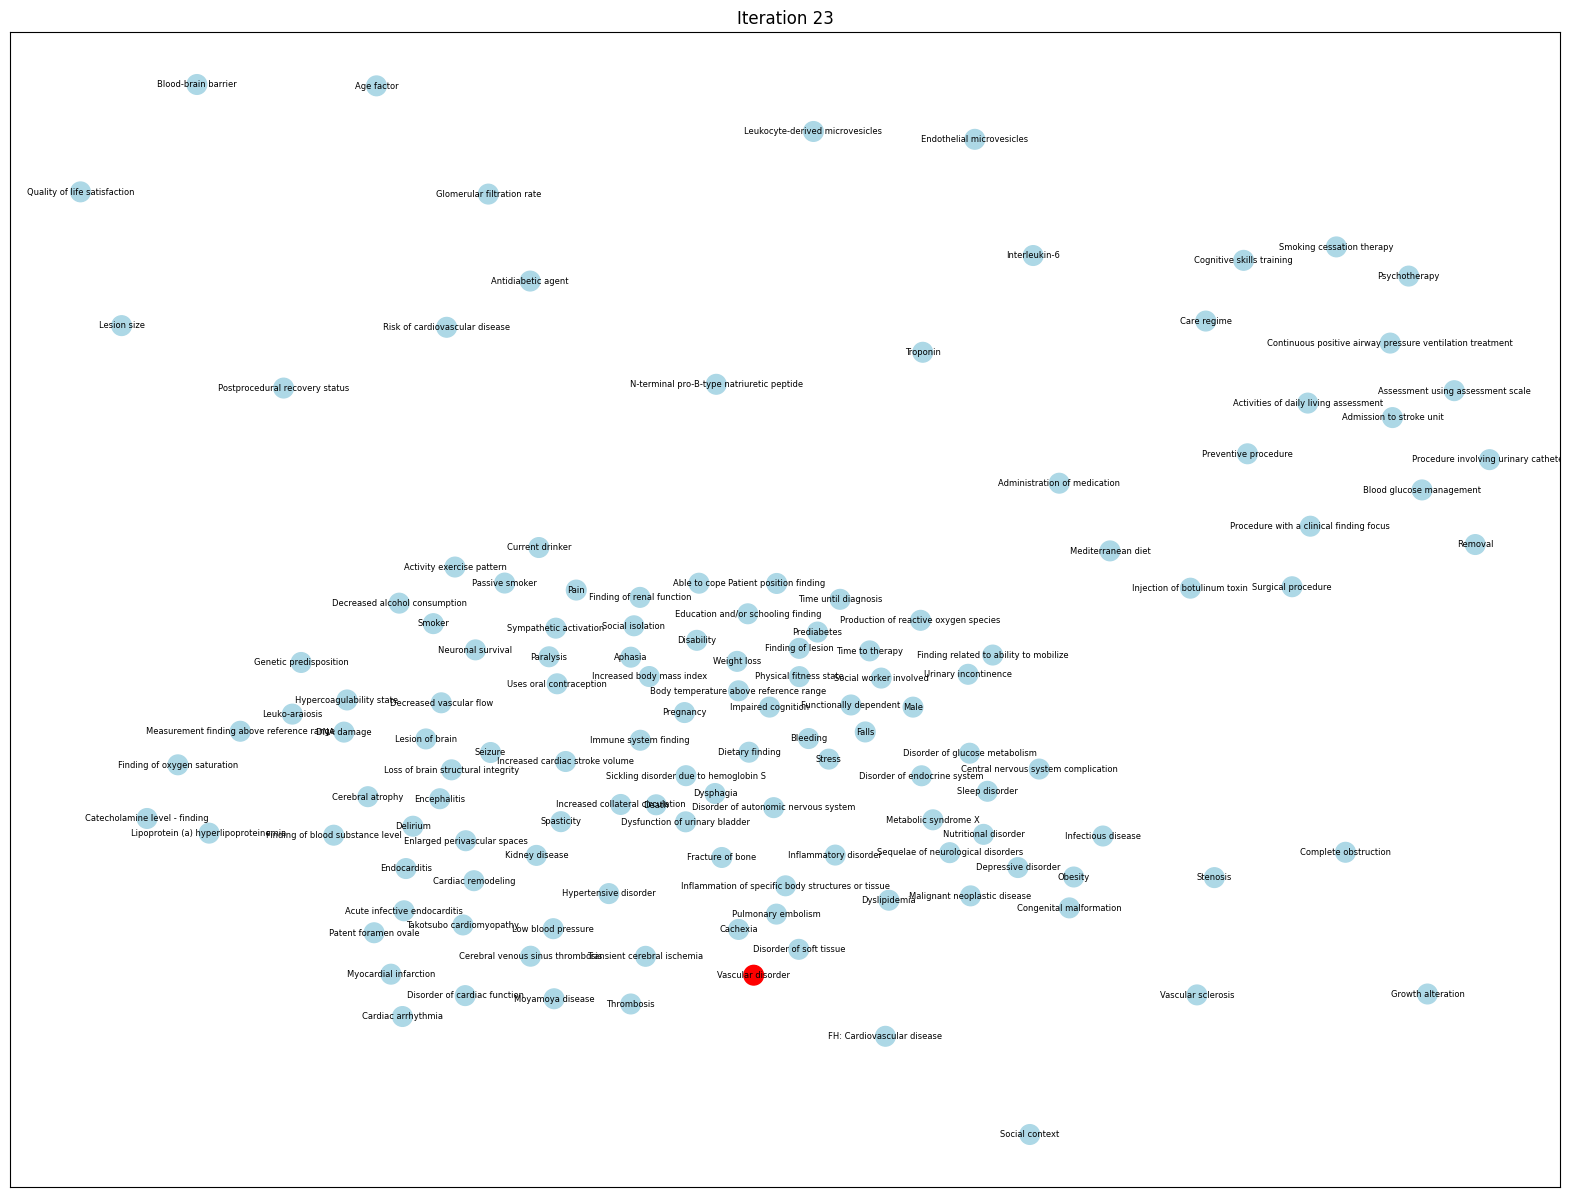 Iteration 23
Blood-brain barrier
Age factor
Leukocyte-derived microvesicles
Endothelial microvesicles
Quality of life satisfaction
Glomerular filtration rate
Smoking cessation therapy
Interleukin-6
Cognitive skills training
Psychotherapy
Antidiabetic agent
Care regime
Lesion size
Risk of cardiovascular disease
Continuous positive airway pressure ventilation treatment
Troponin
Postprocedural recovery status
N-terminal pro-B-type natriuretic peptide
Assessment using assessment scale
Activities of daily living assessment
Admission to stroke unit
Preventive procedure
Procedure involving urinary cathete
Administration of medication
Blood glucose management
Procedure with a clinical finding focus
Removal
Current drinker
Mediterranean diet
Activity exercise pattern
Passive smoker
Able to cope
Patient position finding
Pain
Injection of botulinum toxin
Surgical procedure
Finding of renal function
Time until diagnosis
Decreased alcohol consumption
Education and/or schooling finding
Production of reactive oxygen species
Smoker
Sympathetic activation
Social isolation
Prediabetes
Disability
Neuronal survival
Finding of lesion
Time to therapy
Finding related to ability to mobilize
Paralysis
Aphasia
Weight loss
Genetic predisposition
Increased body mass index
Physical fitness state
Social worker involved
Urinary incontinence
Uses oral contraception
Body temperature above reference range
Hypercoagulability state
Decreased vascular flow
Functionally dependent
Impaired cognition
Male
Leuko-araiosis
Pregnancy
Measurement finding above reference range
DNA damage
Falls
Lesion of brain
Immune system finding
Bleeding
Seizure
Dietary finding
Disorder of glucose metabolism
Increased cardiac stroke volume
Stress
Finding of oxygen saturation
Loss of brain structural integrity
Central nervous system complication
Sickling disorder due to hemoglobin S
Disorder of endocrine system
Sleep disorder
Dysphagia
Cerebral atrophy
Encephalitis
Increased collateral circulation
Death
Disorder of autonomic nervous system
Catecholamine level - finding
Spasticity
Dysfunction of urinary bladder
Metabolic syndrome X
Delirium
Lipoprotein (a) hyperlipoproteinemia
Finding of blood substance level
Nutritional disorder
Infectious disease
Enlarged perivascular spaces
Kidney disease
Fracture of bone
Inflammatory disorder
Sequelae of neurological disorders
Complete obstruction
Endocarditis
Depressive disorder
Obesity
Stenosis
Cardiac remodeling
Inflammation of specific body structures or tissue
Hypertensive disorder
Malignant neoplastic disease
Dyslipidemia
Congenital malformation
Acute infective endocarditis
Pulmonary embolism
Takotsubo cardiomyopathy
Low blood pressure
Cachexia
Patent foramen ovale
Disorder of soft tissue
Cerebral venous sinus thrombosis
Transient cerebral ischemia
Myocardial infarction
Vascular disorder
Disorder of cardiac function
Moyamoya disease
Thrombosis
Vascular sclerosis
Growth alteration
Cardiac arrhythmia
FH: Cardiovascular disease
Social context